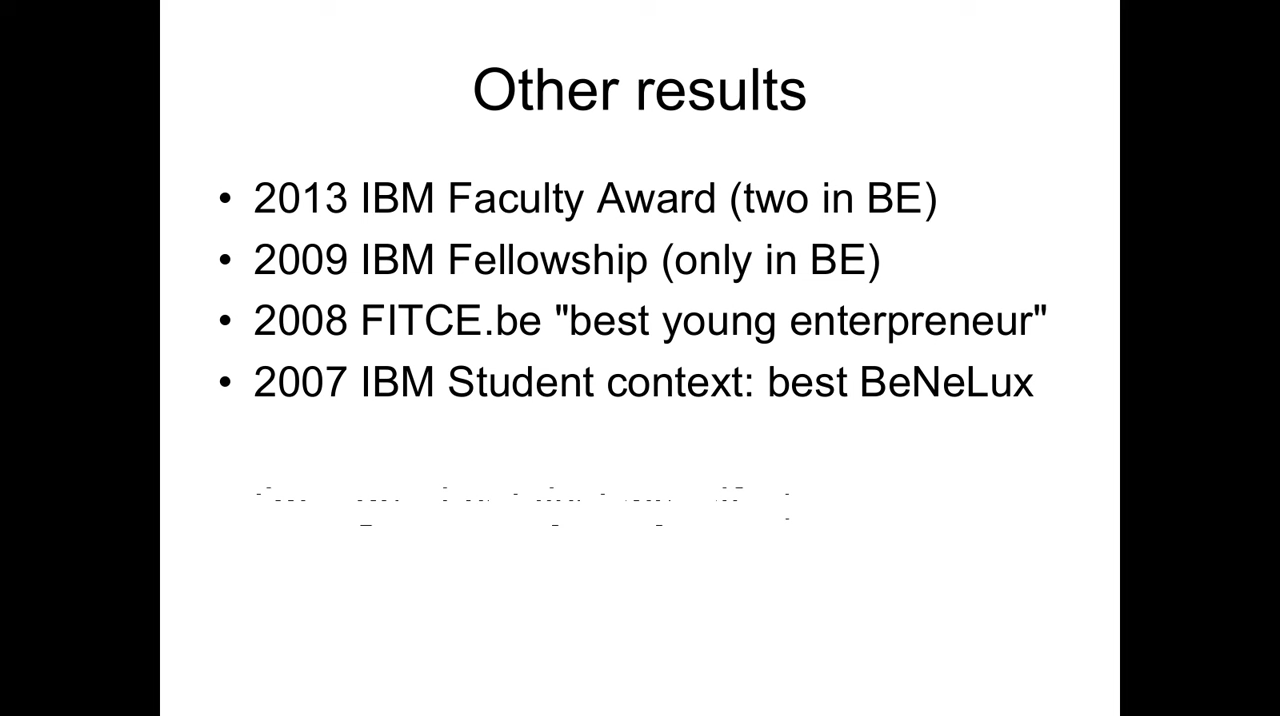 Other results
• 2013 IBM Faculty Award (two in BE)
• 2009 IBM Fellowship (only in BE)
• 2008 FITCE.be "best young enterpreneur"
• 2007 IBM Student context: best BeNeLux